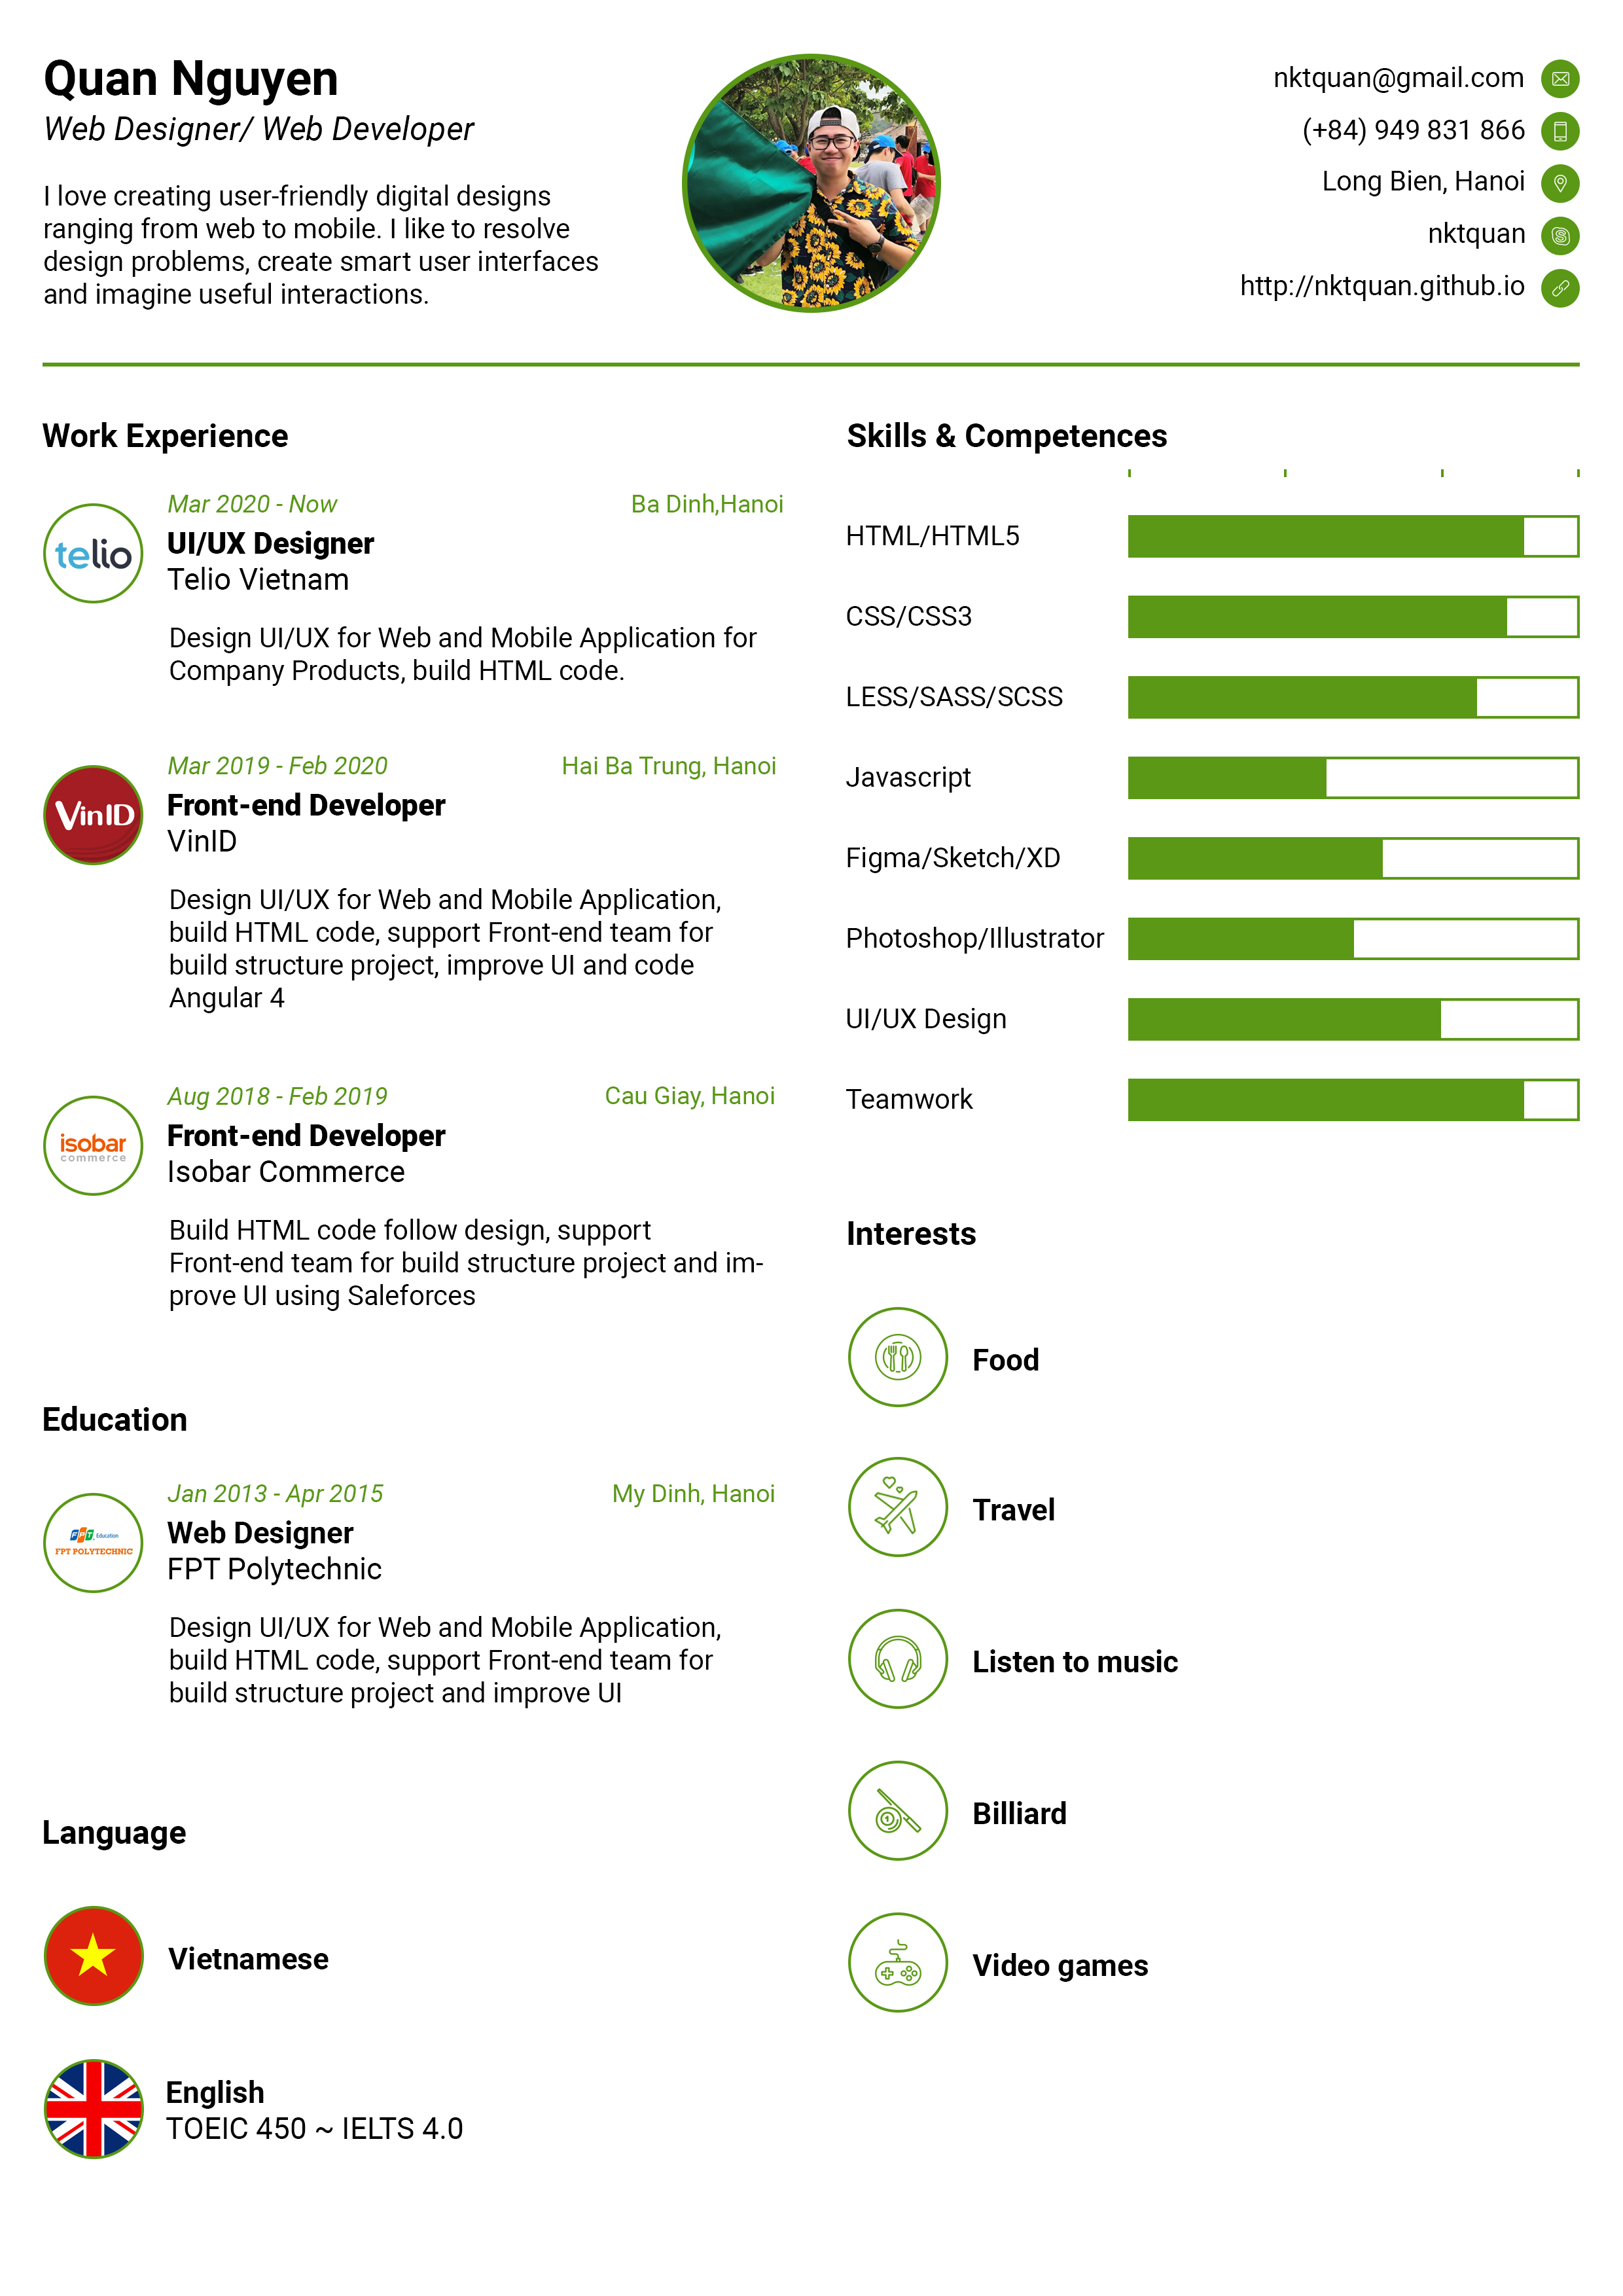 Quan Nguyen
Web Designer/ Web Developer
I love creating user-friendly digital designs
ranging from web to mobile. I like to resolve
design problems, create smart user interfaces
and imagine useful interactions.
nktquan@gmail.com
(+84) 949 831 866
Long Bien, Hanoi
nktquan
http://nktquan.github.io
Work Experience
telio
Mar 2020 - Now
Ba Dinh,Hanoi
UI/UX Designer
Telio Vietnam
Design UI/UX for Web and Mobile Application for
Company Products, build HTML code.
VinID
Mar 2019 - Feb 2020
Hai Ba Trung, Hanoi
Front-end Developer
VinID
Design UI/UX for Web and Mobile Application,
build HTML code, support Front-end team for
build structure project, improve UI and code
Angular 4
isobar
commerce
Aug 2018 - Feb 2019
Cau Giay, Hanoi
Front-end Developer
Isobar Commerce
Build HTML code follow design, support
Front-end team for build structure project and im-
prove UI using Saleforces
Education
FPT Education
FPT POLYTECHNIC
Jan 2013 - Apr 2015
My Dinh, Hanoi
Web Designer
FPT Polytechnic
Design UI/UX for Web and Mobile Application,
build HTML code, support Front-end team for
build structure project and improve UI
Language
Vietnamese
English
TOEIC 450 ~ IELTS 4.0
Skills & Competences
HTML/HTML5
CSS/CSS3
LESS/SASS/SCSS
Javascript
Figma/Sketch/XD
Photoshop/Illustrator
UI/UX Design
Teamwork
Interests
Food
Travel
Listen to music
Billiard
Video games